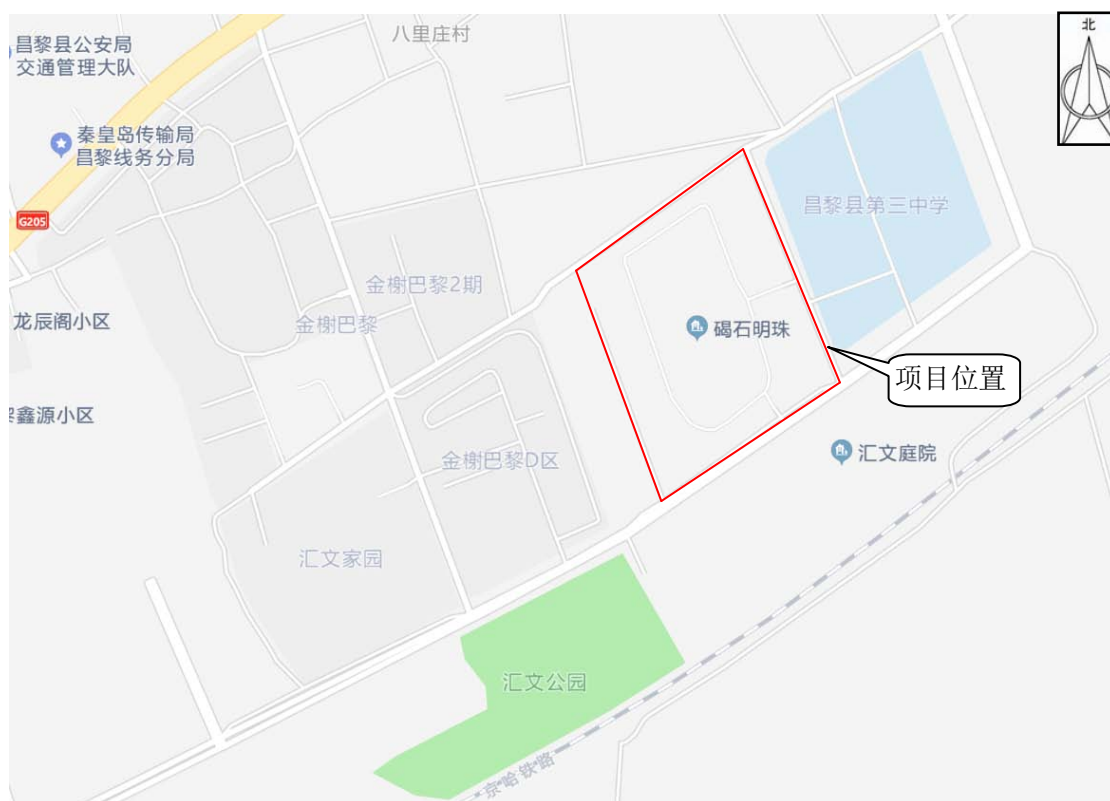 八里庄村
北
昌黎县公安局
交通管理大队
秦皇岛传输局
昌黎线务分局
G205
昌黎县第三中学
金榭巴黎2期
龙辰阁小区
金榭巴黎
碣石明珠
项目位置
鑫源小区
汇文庭院
金榭巴黎D区
汇文家园
汇文公园
京哈铁路